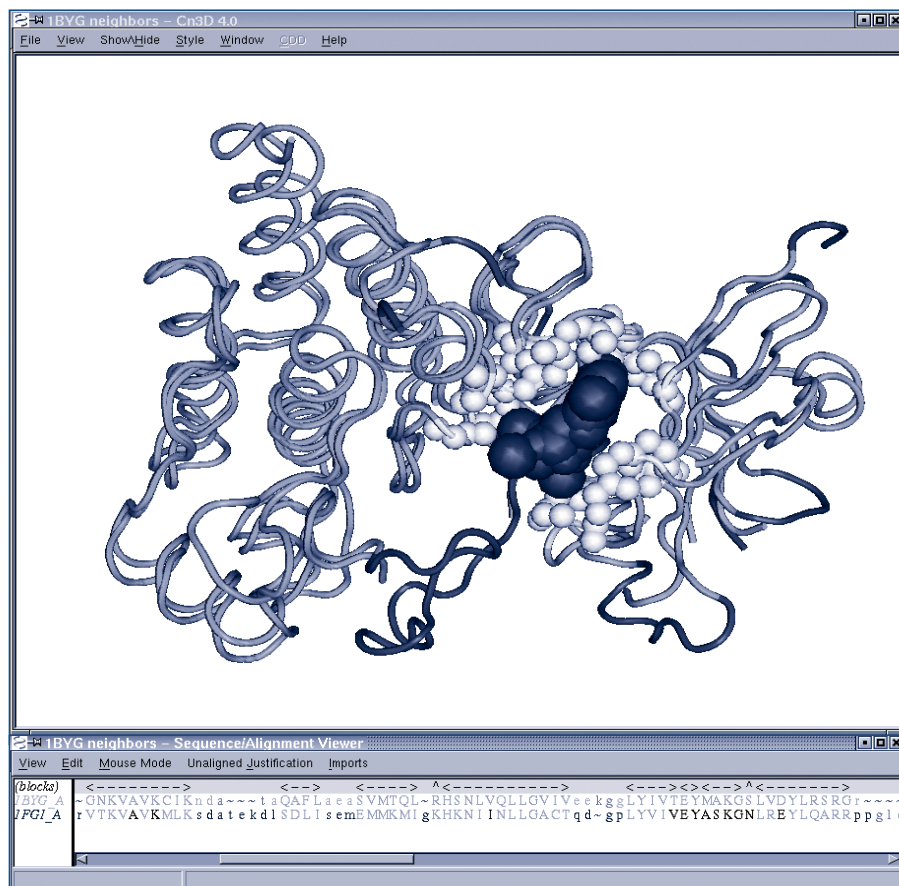 1BYG neighbors - Cn3D 4.0
File View Show/Hide Style Window CDD Help
1BYG neighbors - Sequence/Alignment Viewer
View Edit Mouse Mode Unaligned Justification Imports
(blocks) <--------> <--> <----> ^<----------> <---><><---->^<-------->
1BYG_A ~GNKVAVKCIKnda~~~taQAFLaeaSVMTQL~RHSNLVQLLGVIVeekggLYIVTEYMAKGSLVDYLRSRGr~~~~
1FGI_A rVTKVAVKMLKsdatekdlSDLIsemEMMKMIgKHKNIINLLGACTqd~gpLYVIVEYASKGNLREYLQARRppgl